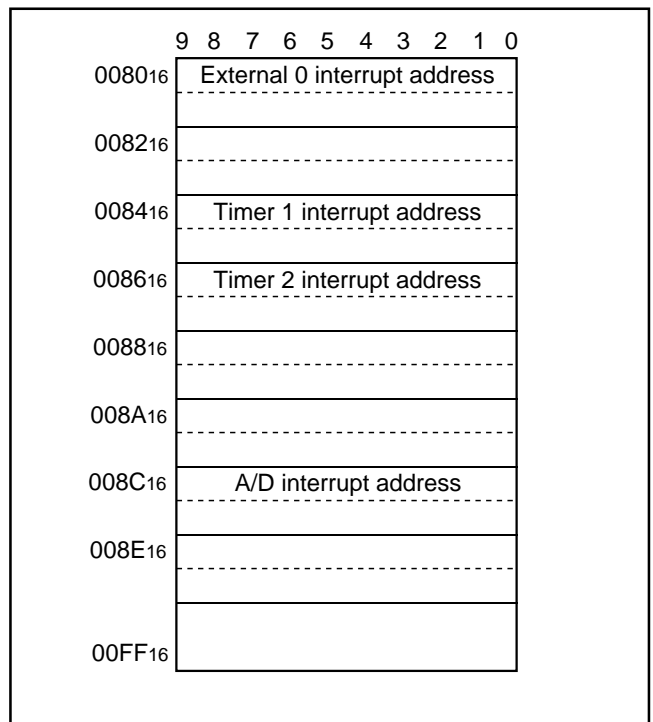 9 8 7 6 5 4 3 2 1 0
0080₁₆ External 0 interrupt address
0082₁₆
0084₁₆ Timer 1 interrupt address
0086₁₆ Timer 2 interrupt address
0088₁₆
008A₁₆
008C₁₆ A/D interrupt address
008E₁₆
00FF₁₆